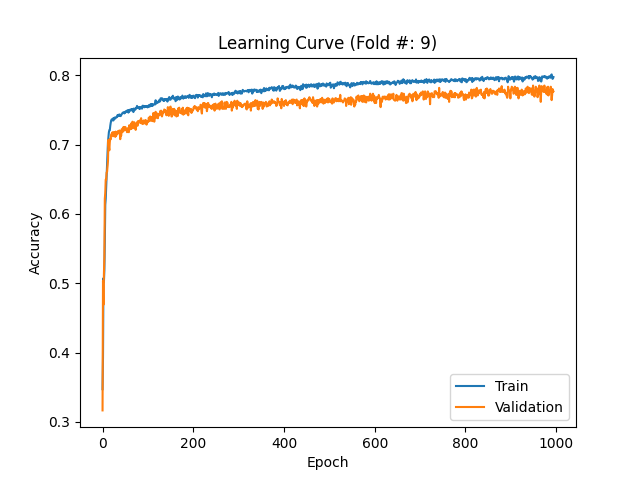 Learning Curve (Fold #: 9)
0.8
0.7
0.6
0.5
0.4
0.3
Accuracy
0 200 400 600 800 1000
Epoch
Train
Validation